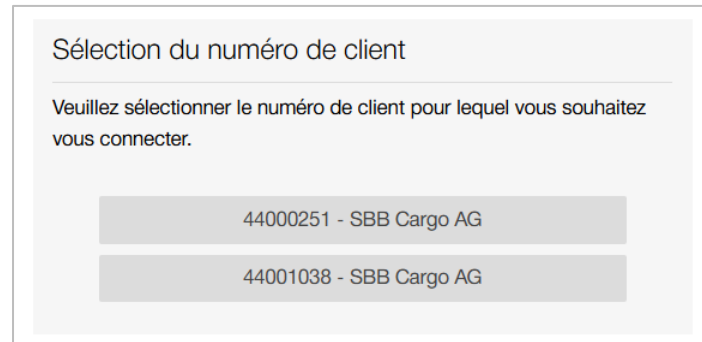 Sélection du numéro de client
Veuillez sélectionner le numéro de client pour lequel vous souhaitez
vous connecter.
44000251 - SBB Cargo AG
44001038 - SBB Cargo AG